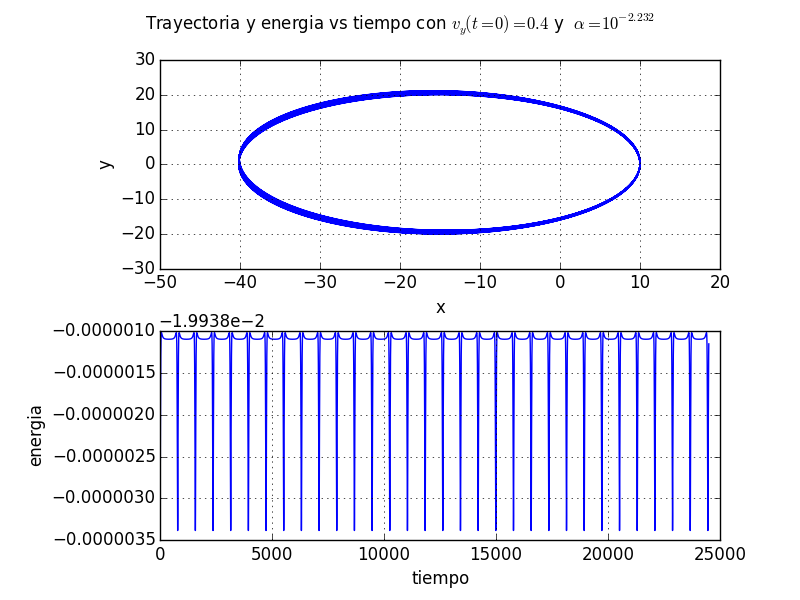 Trayectoria y energia vs tiempo con $v_y(t=0)=0.4$ y $\alpha=10^{-2.232}$
30
20
10
0
−10
−20
−30
y
−50 −40 −30 −20 −10 0 10 20
x
−1.9938e−2
−0.0000010
−0.0000015
−0.0000020
−0.0000025
−0.0000030
−0.0000035
energia
0 5000 10000 15000 20000 25000
tiempo